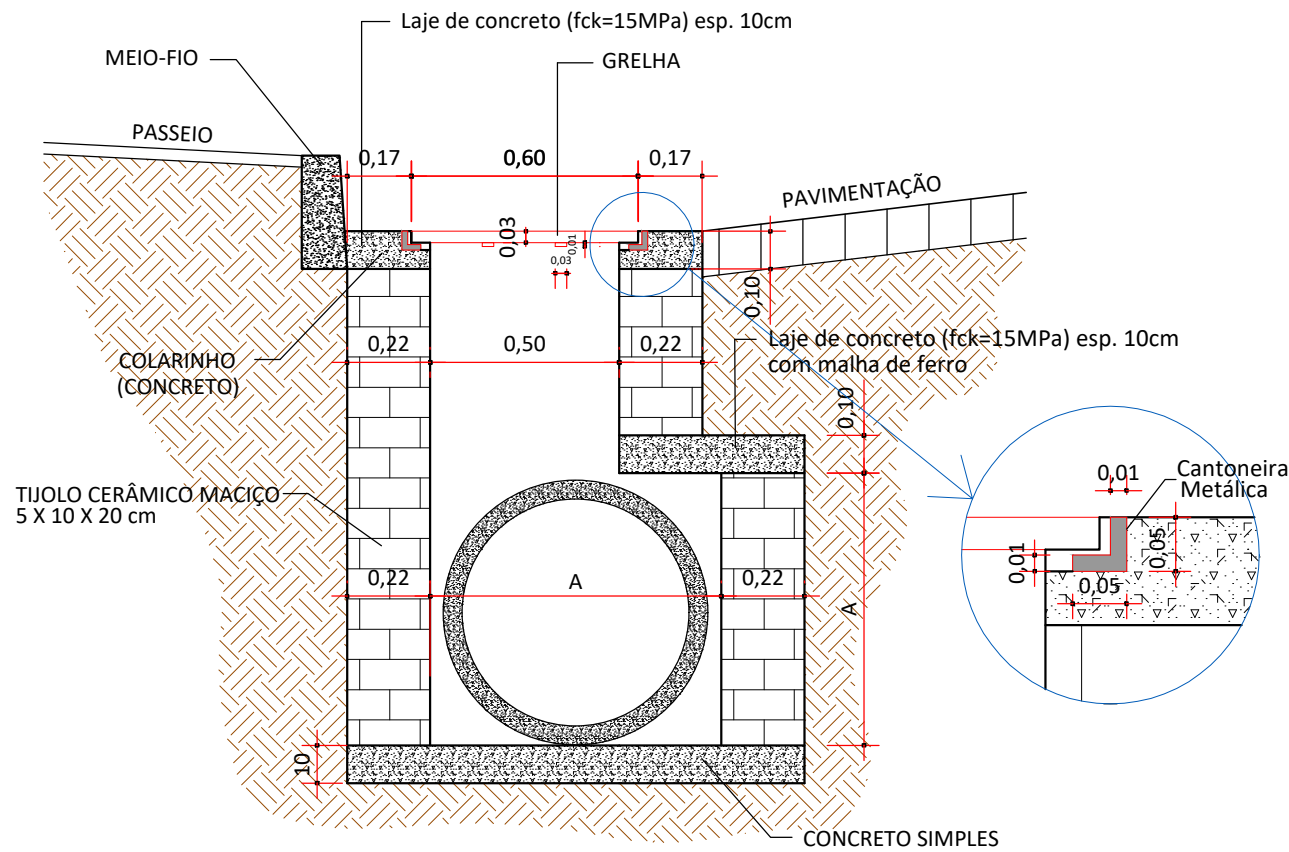 Laje de concreto (fck=15MPa) esp. 10cm
MEIO-FIO
GRELHA
PASSEIO
0,17
0,60
0,17
PAVIMENTAÇÃO
0,03
0,01
0,03
0,10
COLARINHO
(CONCRETO)
0,22
0,50
0,22
Laje de concreto (fck=15MPa) esp. 10cm
com malha de ferro
0,10
TIJOLO CERÂMICO MACIÇO
5 X 10 X 20 cm
0,01
Cantoneira
Metálica
0,01
0,05
0,05
0,22
A
0,22
A
10
CONCRETO SIMPLES